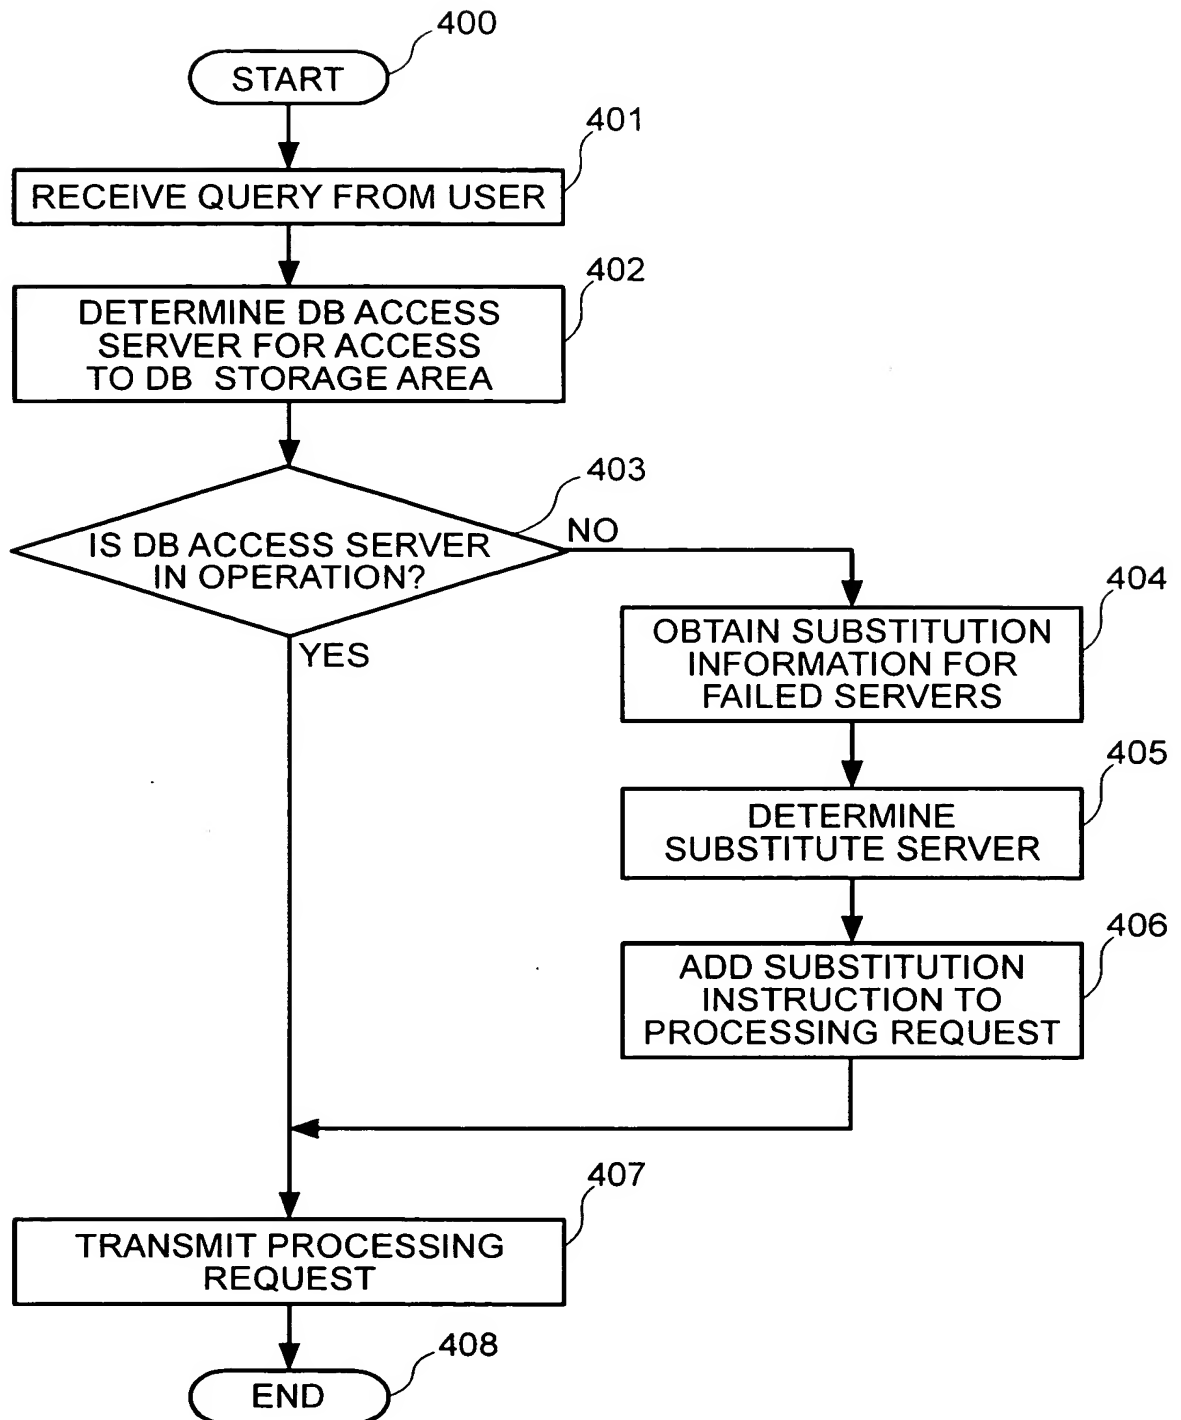 400
START
401
RECEIVE QUERY FROM USER
402
DETERMINE DB ACCESS
SERVER FOR ACCESS
TO DB STORAGE AREA
403
IS DB ACCESS SERVER
IN OPERATION?
NO
YES
404
OBTAIN SUBSTITUTION
INFORMATION FOR
FAILED SERVERS
405
DETERMINE
SUBSTITUTE SERVER
406
ADD SUBSTITUTION
INSTRUCTION TO
PROCESSING REQUEST
407
TRANSMIT PROCESSING
REQUEST
408
END